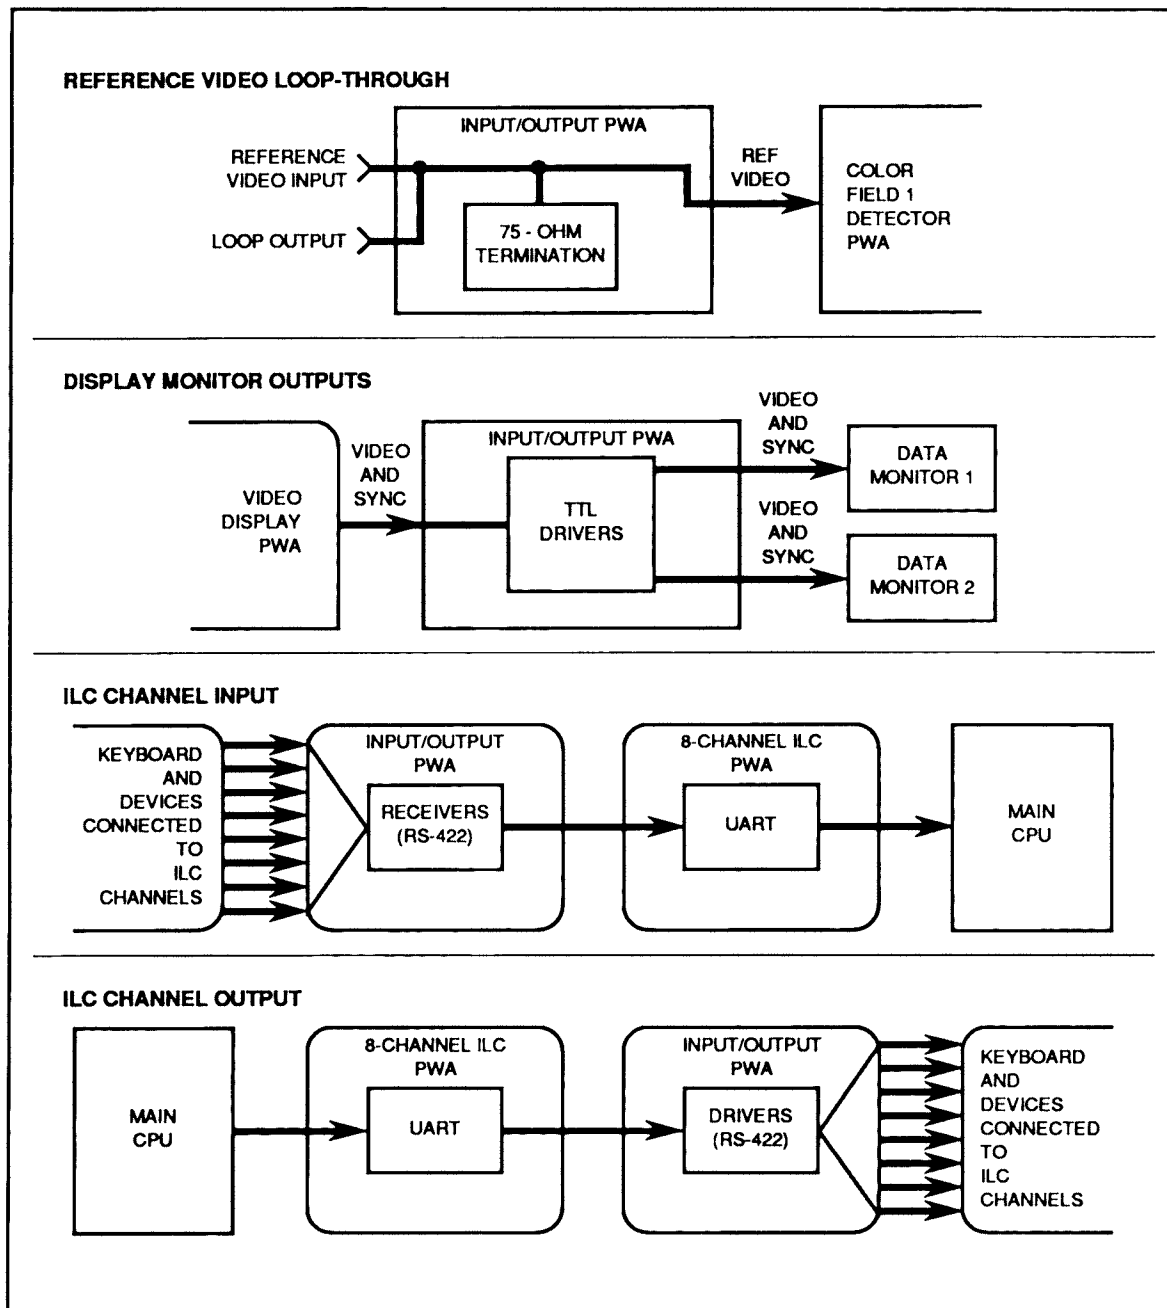 REFERENCE VIDEO LOOP-THROUGH
INPUT/OUTPUT PWA
REFERENCE
VIDEO INPUT
LOOP OUTPUT
75 - OHM
TERMINATION
REF
VIDEO
COLOR
FIELD 1
DETECTOR
PWA
DISPLAY MONITOR OUTPUTS
VIDEO
DISPLAY
PWA
VIDEO
AND
SYNC
INPUT/OUTPUT PWA
TTL
DRIVERS
VIDEO
AND
SYNC
DATA
MONITOR 1
VIDEO
AND
SYNC
DATA
MONITOR 2
ILC CHANNEL INPUT
KEYBOARD
AND
DEVICES
CONNECTED
TO
ILC
CHANNELS
INPUT/OUTPUT
PWA
RECEIVERS
(RS-422)
8-CHANNEL ILC
PWA
UART
MAIN
CPU
ILC CHANNEL OUTPUT
MAIN
CPU
8-CHANNEL ILC
PWA
UART
INPUT/OUTPUT
PWA
DRIVERS
(RS-422)
KEYBOARD
AND
DEVICES
CONNECTED
TO
ILC
CHANNELS